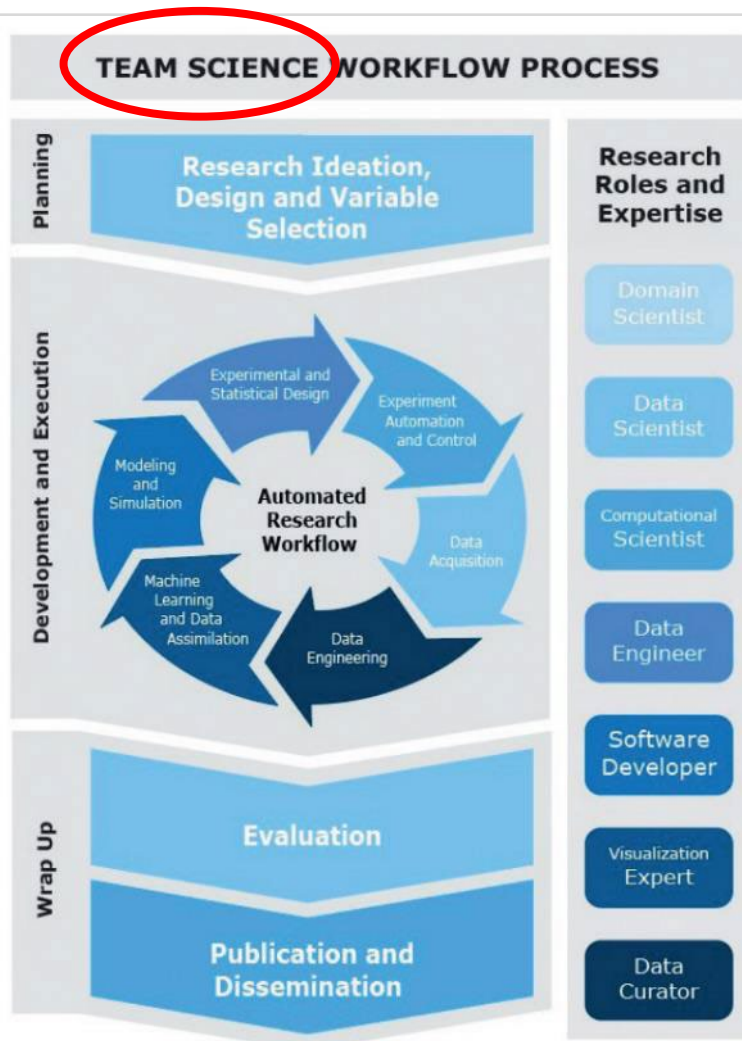 TEAM SCIENCE WORKFLOW PROCESS
Planning
Research Ideation,
Design and Variable
Selection
Development and Execution
Experimental and
Statistical Design
Experiment
Automation
and Control
Data
Acquisition
Data
Engineering
Machine
Learning
and Data
Assimilation
Modeling
and
Simulation
Automated
Research
Workflow
Wrap Up
Evaluation
Publication and
Dissemination
Research
Roles and
Expertise
Domain
Scientist
Data
Scientist
Computational
Scientist
Data
Engineer
Software
Developer
Visualization
Expert
Data
Curator